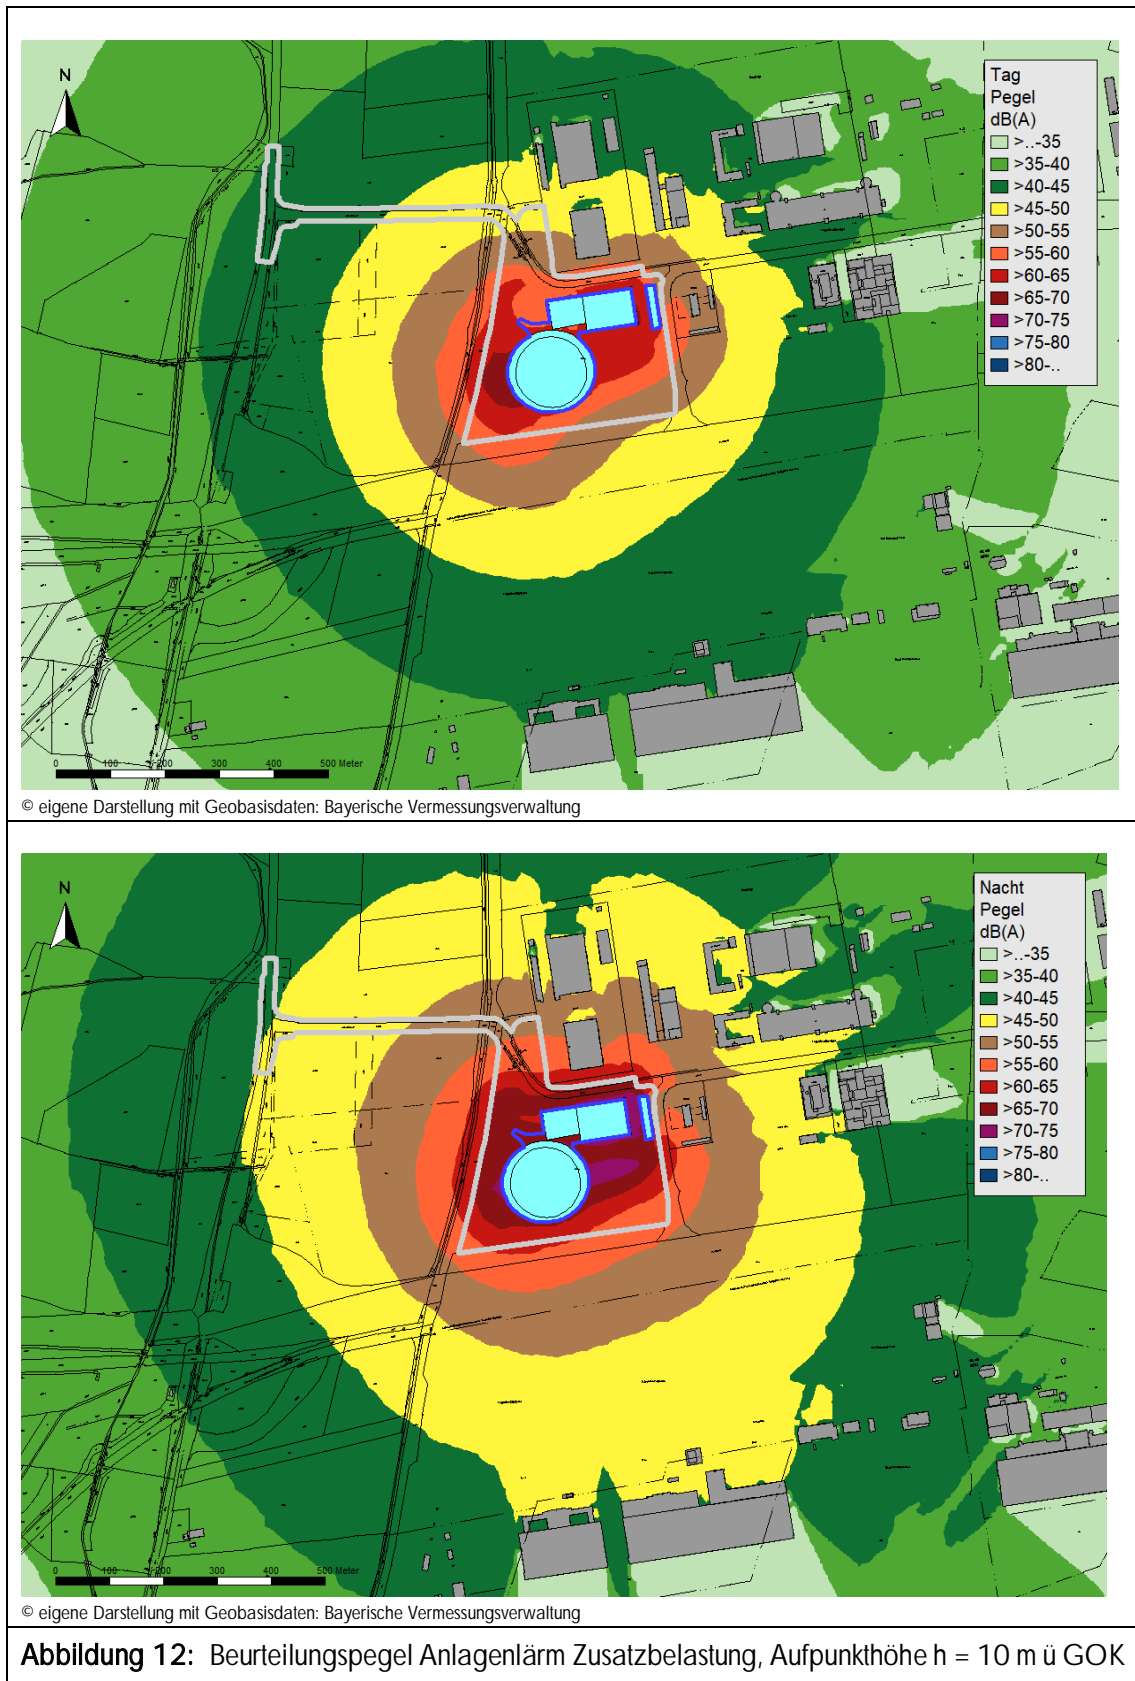 N
Tag
Pegel
dB(A)
>..-35
>35-40
>40-45
>45-50
>50-55
>55-60
>60-65
>65-70
>70-75
>75-80
>80-..
0 100 200 300 400 500 Meter
© eigene Darstellung mit Geobasisdaten: Bayerische Vermessungsverwaltung
N
Nacht
Pegel
dB(A)
>..-35
>35-40
>40-45
>45-50
>50-55
>55-60
>60-65
>65-70
>70-75
>75-80
>80-..
0 100 200 300 400 500 Meter
© eigene Darstellung mit Geobasisdaten: Bayerische Vermessungsverwaltung
Abbildung 12: Beurteilungspegel Anlagenlärm Zusatzbelastung, Aufpunkthöhe h = 10 m ü GOK